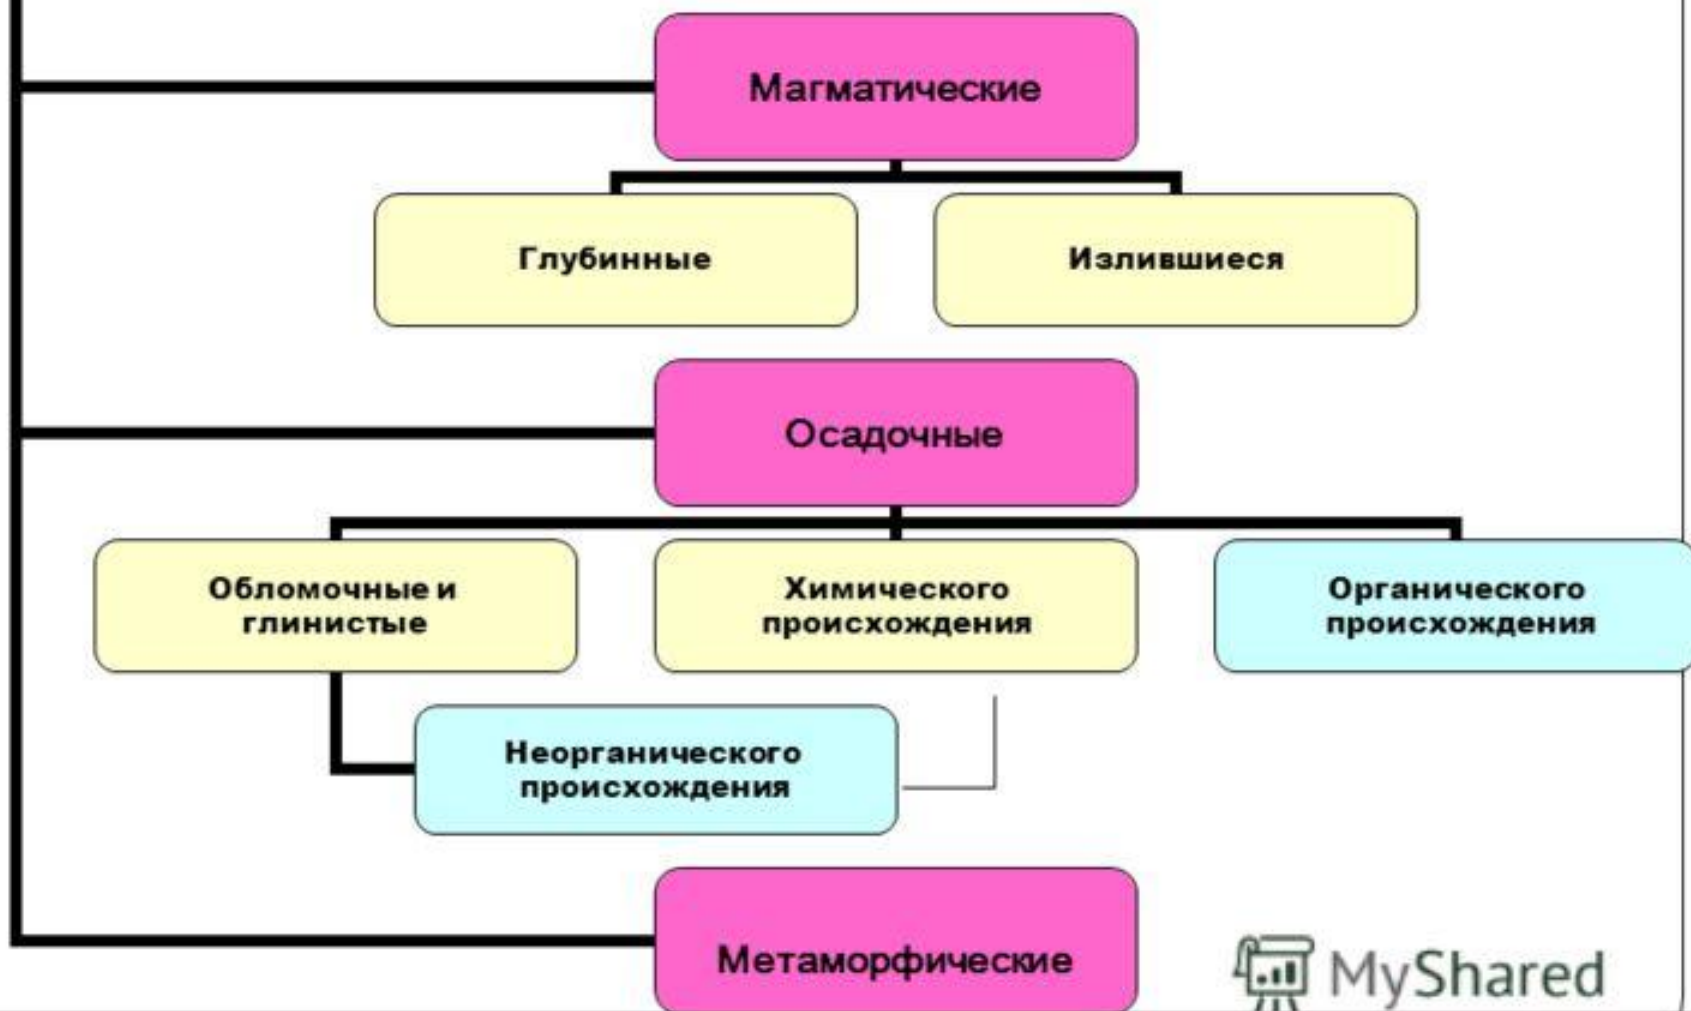 Магматические
Глубинные
Излившиеся
Осадочные
Обломочные и
глинистые
Химического
происхождения
Органического
происхождения
Неорганического
происхождения
Метаморфические
MyShared